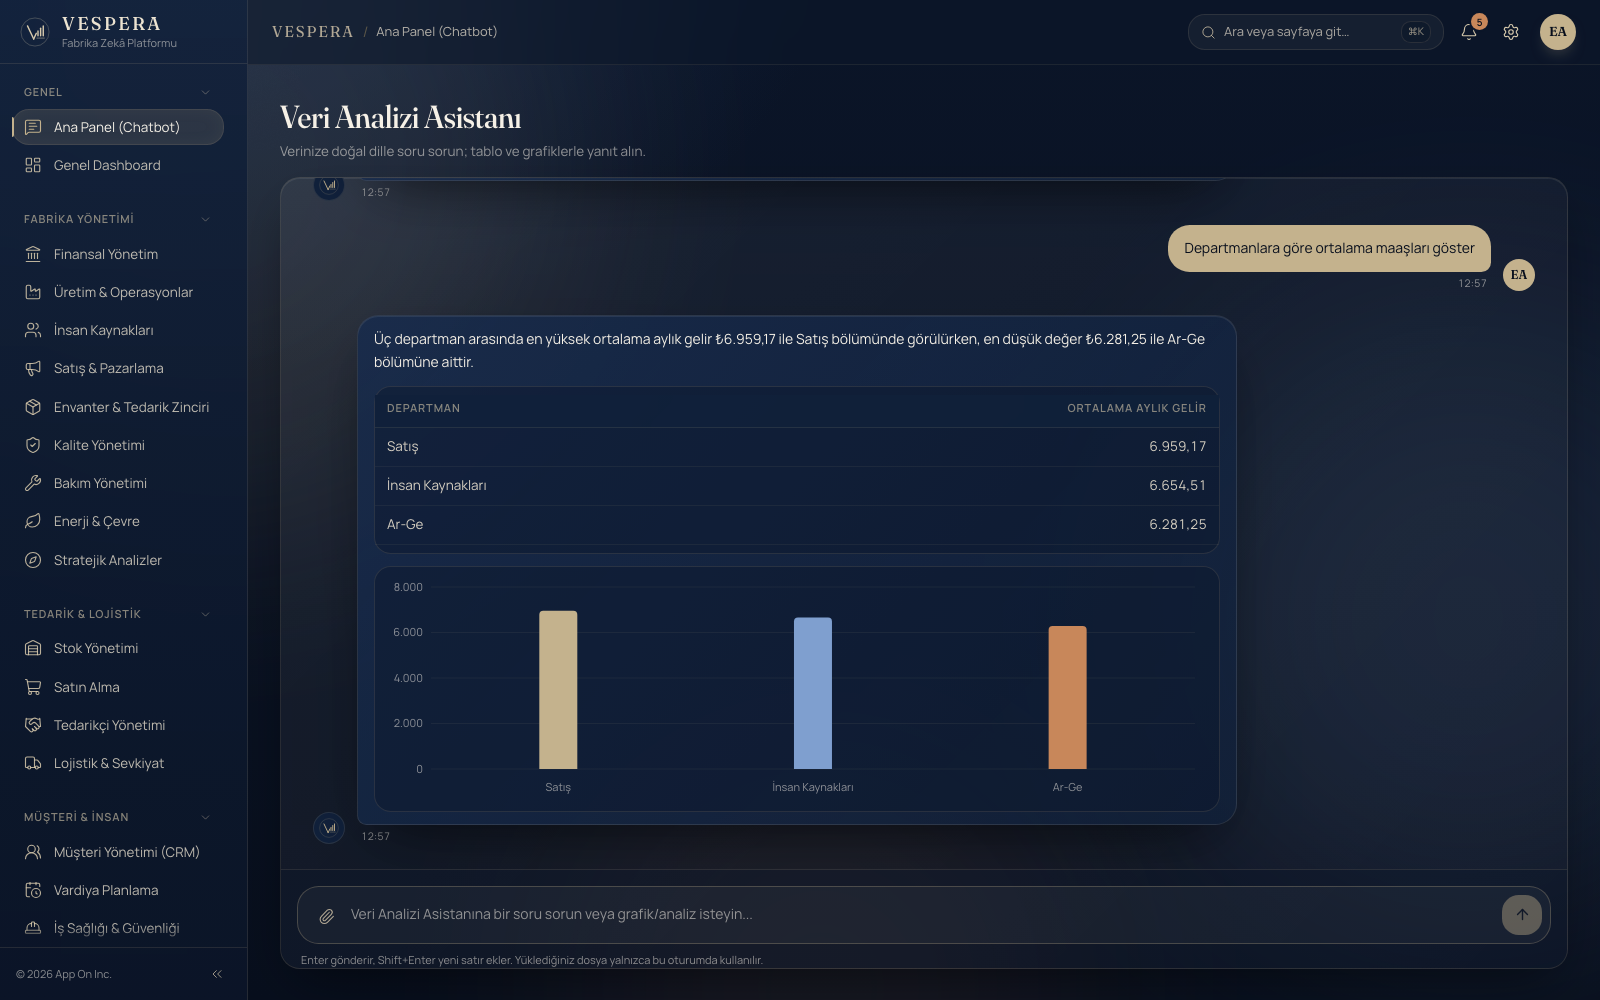 VESPERA
Fabrika Zekâ Platformu
GENEL
Ana Panel (Chatbot)
Genel Dashboard
FABRİKA YÖNETİMİ
Finansal Yönetim
Üretim & Operasyonlar
İnsan Kaynakları
Satış & Pazarlama
Envanter & Tedarik Zinciri
Kalite Yönetimi
Bakım Yönetimi
Enerji & Çevre
Stratejik Analizler
TEDARİK & LOJİSTİK
Stok Yönetimi
Satın Alma
Tedarikçi Yönetimi
Lojistik & Sevkiyat
MÜŞTERİ & İNSAN
Müşteri Yönetimi (CRM)
Vardiya Planlama
İş Sağlığı & Güvenliği
© 2026 App On Inc.
VESPERA / Ana Panel (Chatbot)
Ara veya sayfaya git... ⌘K
5
EA
Veri Analizi Asistanı
Verinize doğal dille soru sorun; tablo ve grafiklerle yanıt alın.
12:57
Departmanlara göre ortalama maaşları göster
12:57
EA
Üç departman arasında en yüksek ortalama aylık gelir ₺6.959,17 ile Satış bölümünde görülürken, en düşük değer ₺6.281,25 ile Ar-Ge
bölümüne aittir.
DEPARTMAN ORTALAMA AYLIK GELİR
Satış 6.959,17
İnsan Kaynakları 6.654,51
Ar-Ge 6.281,25
8.000
6.000
4.000
2.000
0
Satış İnsan Kaynakları Ar-Ge
12:57
Veri Analizi Asistanına bir soru sorun veya grafik/analiz isteyin...
Enter gönderir, Shift+Enter yeni satır ekler. Yüklediğiniz dosya yalnızca bu oturumda kullanılır.